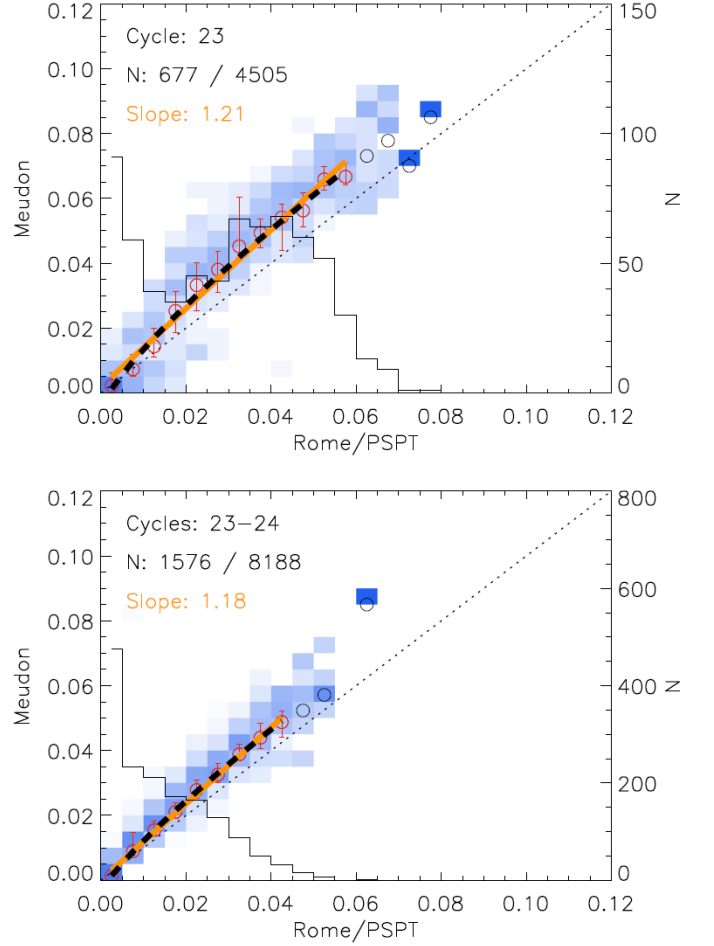 0.12
0.10
0.08
0.06
0.04
0.02
0.00
Meudon
Cycle: 23
N: 677 / 4505
Slope: 1.21
150
100
50
0
N
0.00 0.02 0.04 0.06 0.08 0.10 0.12
Rome/PSPT
0.12
0.10
0.08
0.06
0.04
0.02
0.00
Meudon
Cycles: 23−24
N: 1576 / 8188
Slope: 1.18
800
600
400
200
0
N
0.00 0.02 0.04 0.06 0.08 0.10 0.12
Rome/PSPT